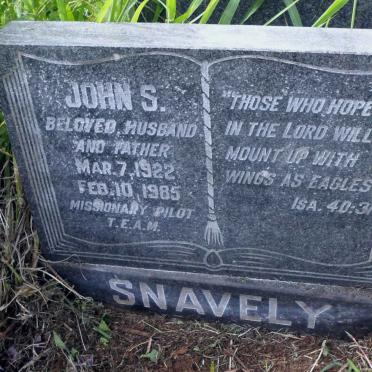 JOHN S.
BELOVED HUSBAND
AND FATHER
MAR. 7, 1922
FEB. 10, 1985
MISSIONARY PILOT
T.E.A.M.
"THOSE WHO HOPE
IN THE LORD WILL
MOUNT UP WITH
WINGS AS EAGLES
ISA. 40:3
SNAVELY